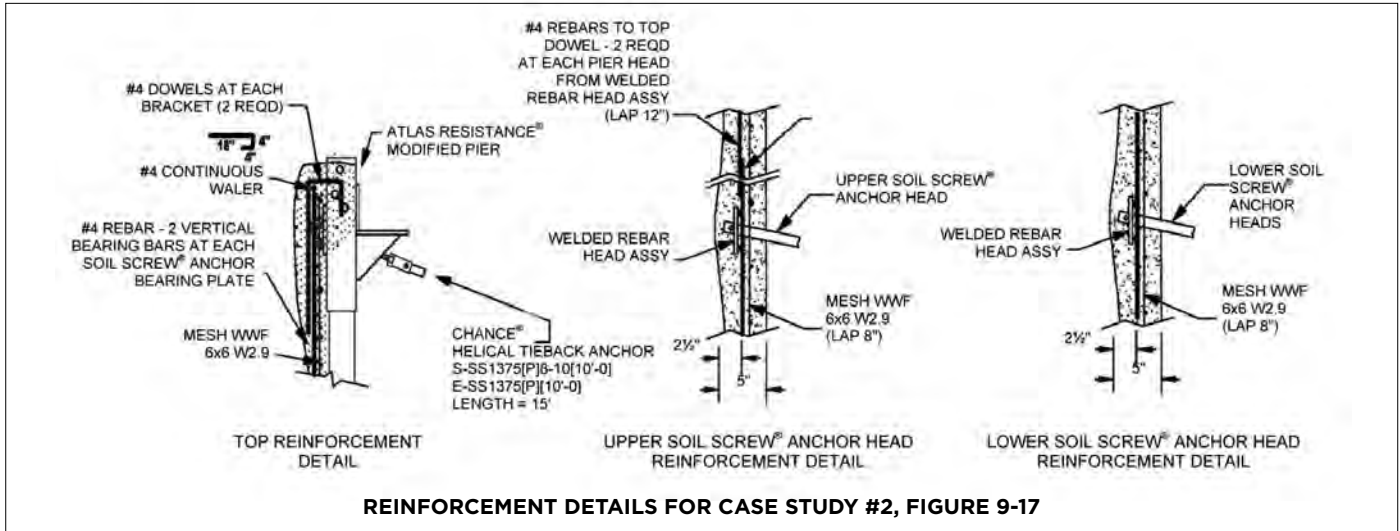 #4 DOWELS AT EACH
BRACKET (2 REQD)
18"
4"
4"
#4 CONTINUOUS
WALER
#4 REBAR - 2 VERTICAL
BEARING BARS AT EACH
SOIL SCREW® ANCHOR
BEARING PLATE
MESH WWF
6x6 W2.9
ATLAS RESISTANCE®
MODIFIED PIER
CHANCE®
HELICAL TIEBACK ANCHOR
S-SS1375[P]8-10[10'-0]
E-SS1375[P][10'-0]
LENGTH = 15'
TOP REINFORCEMENT
DETAIL
#4 REBARS TO TOP
DOWEL - 2 REQD
AT EACH PIER HEAD
FROM WELDED
REBAR HEAD ASSY
(LAP 12")
UPPER SOIL SCREW®
ANCHOR HEAD
WELDED REBAR
HEAD ASSY
MESH WWF
6x6 W2.9
(LAP 8")
2½"
5"
UPPER SOIL SCREW® ANCHOR HEAD
REINFORCEMENT DETAIL
LOWER SOIL
SCREW®
ANCHOR
HEADS
WELDED REBAR
HEAD ASSY
MESH WWF
6x6 W2.9
(LAP 8")
2½"
5"
LOWER SOIL SCREW® ANCHOR HEAD
REINFORCEMENT DETAIL
REINFORCEMENT DETAILS FOR CASE STUDY #2, FIGURE 9-17